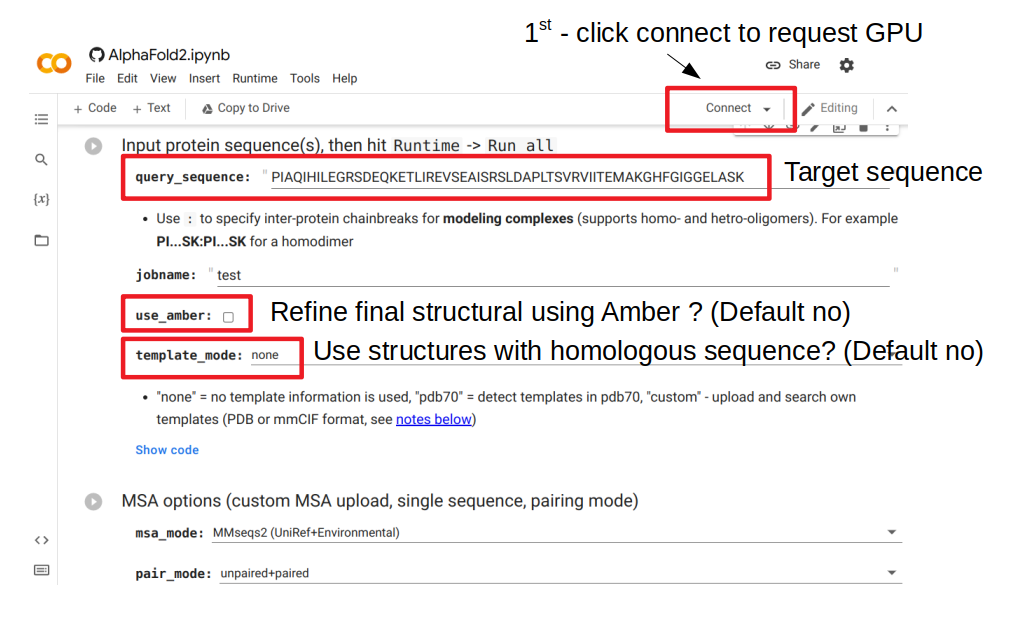 1st - click connect to request GPU
AlphaFold2.ipynb
Share
File Edit View Insert Runtime Tools Help
+ Code + Text Copy to Drive Connect Editing
Input protein sequence(s), then hit Runtime -> Run all
query_sequence: " PIAQIHILEGRSDEQKETLIREVSEAISRSLDAPLTSVRVIITEMAKGHFGIGGELASK Target sequence
• Use : to specify inter-protein chainbreaks for modeling complexes (supports homo- and hetro-oligomers). For example
PI...SK:PI...SK for a homodimer
jobname: " test "
use_amber: Refine final structural using Amber ? (Default no)
template_mode: none Use structures with homologous sequence? (Default no)
• "none" = no template information is used, "pdb70" = detect templates in pdb70, "custom" - upload and search own
templates (PDB or mmCIF format, see notes below)
Show code
MSA options (custom MSA upload, single sequence, pairing mode)
msa_mode: MMseqs2 (UniRef+Environmental)
pair_mode: unpaired+paired